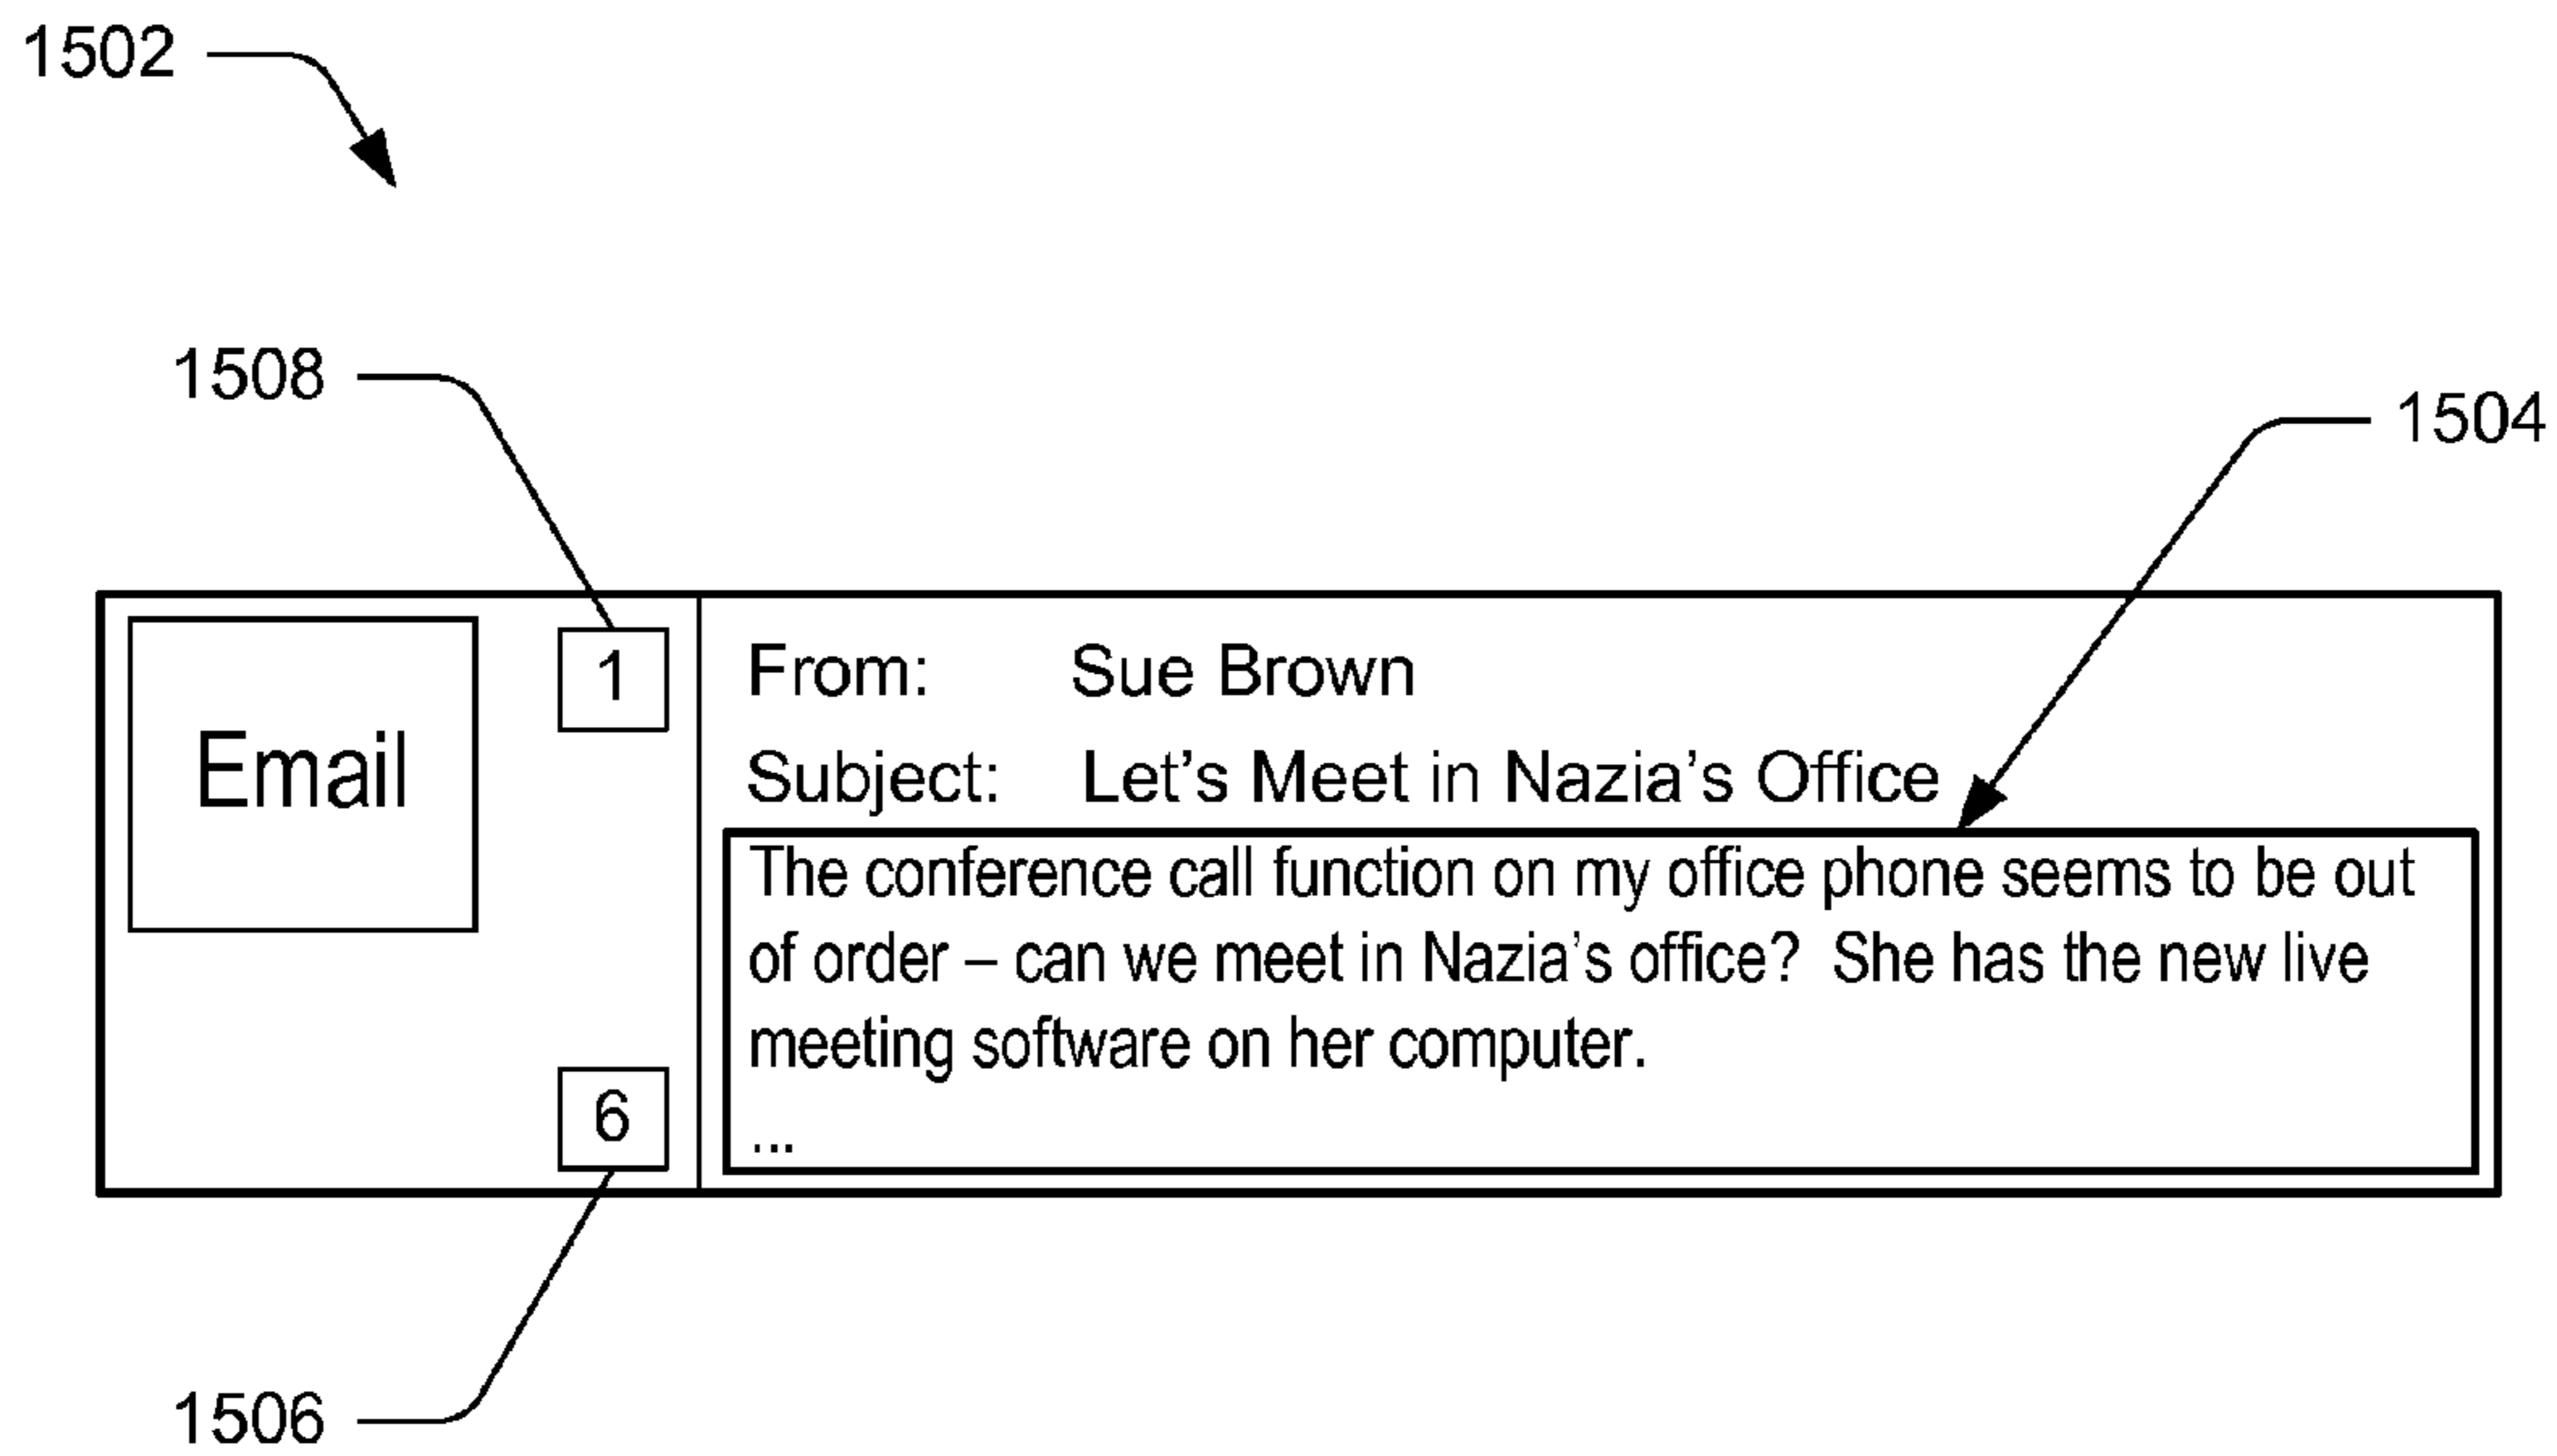 1502
1508
1504
Email
1
From: Sue Brown
Subject: Let's Meet in Nazia's Office
The conference call function on my office phone seems to be out
of order – can we meet in Nazia's office? She has the new live
meeting software on her computer.
...
6
1506